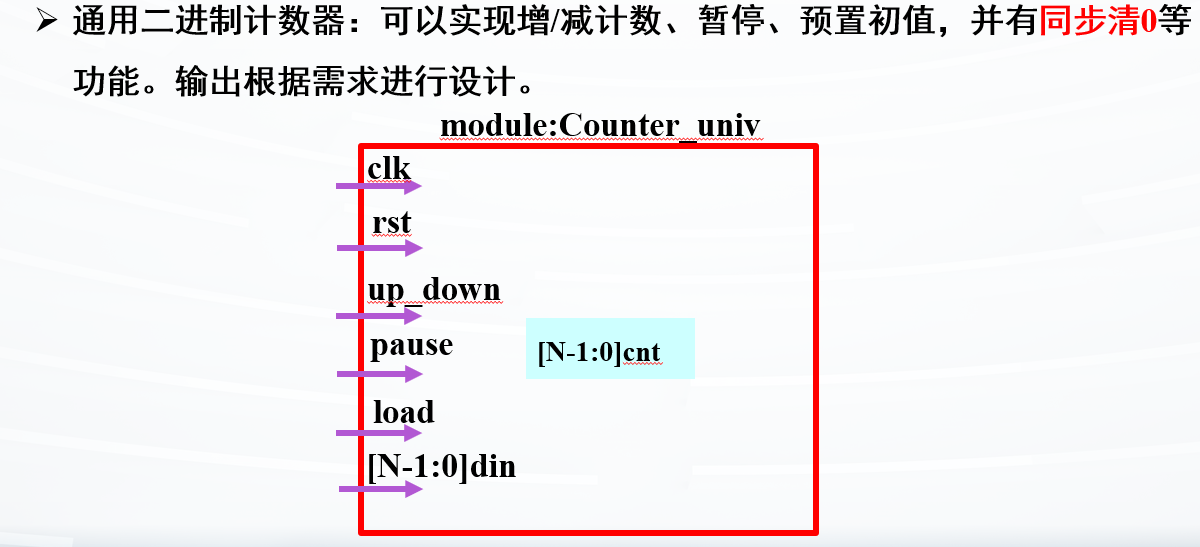 ➢ 通用二进制计数器：可以实现增/减计数、暂停、预置初值，并有同步清0等
功能。输出根据需求进行设计。
module:Counter_univ
clk
rst
up_down
pause
[N-1:0]cnt
load
[N-1:0]din